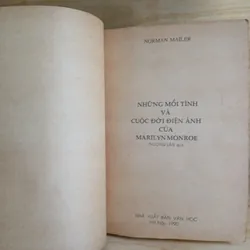 NORMAN MAILER
NHỮNG MỐI TÌNH
VÀ
CUỘC ĐỜI ĐIỆN ẢNH
CỦA
MARILYN MONROE
NHÀ XUẤT BẢN VĂN HỌC